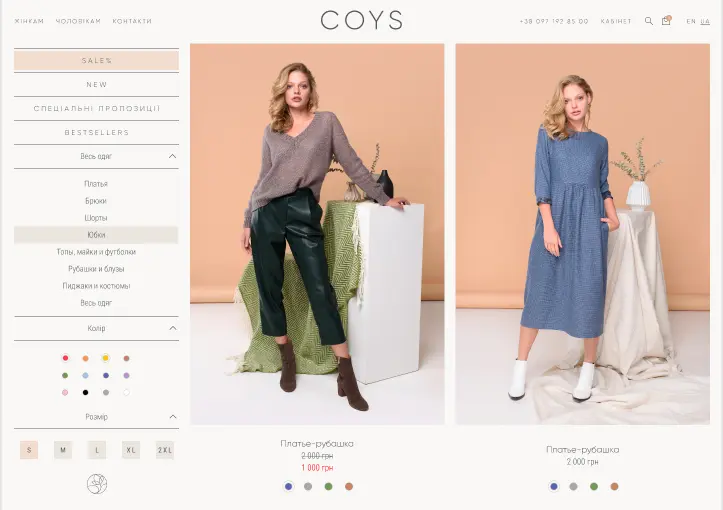 ЖІНКАМ ЧОЛОВІКАМ КОНТАКТИ
COYS
+38 097 197 85 00 КАБІНЕТ EN UA
SALE%
NEW
СПЕЦІАЛЬНІ ПРОПОЗИЦІЇ
BESTSELLERS
Весь одяг
Платья
Брюки
Шорты
Юбки
Топы, майки и футболки
Рубашки и блузы
Пиджаки и костюмы
Весь одяг
Колір
Розмір
S M L XL 2XL
Платье-рубашка
2 000 грн
1 000 грн
Платье-рубашка
2 000 грн